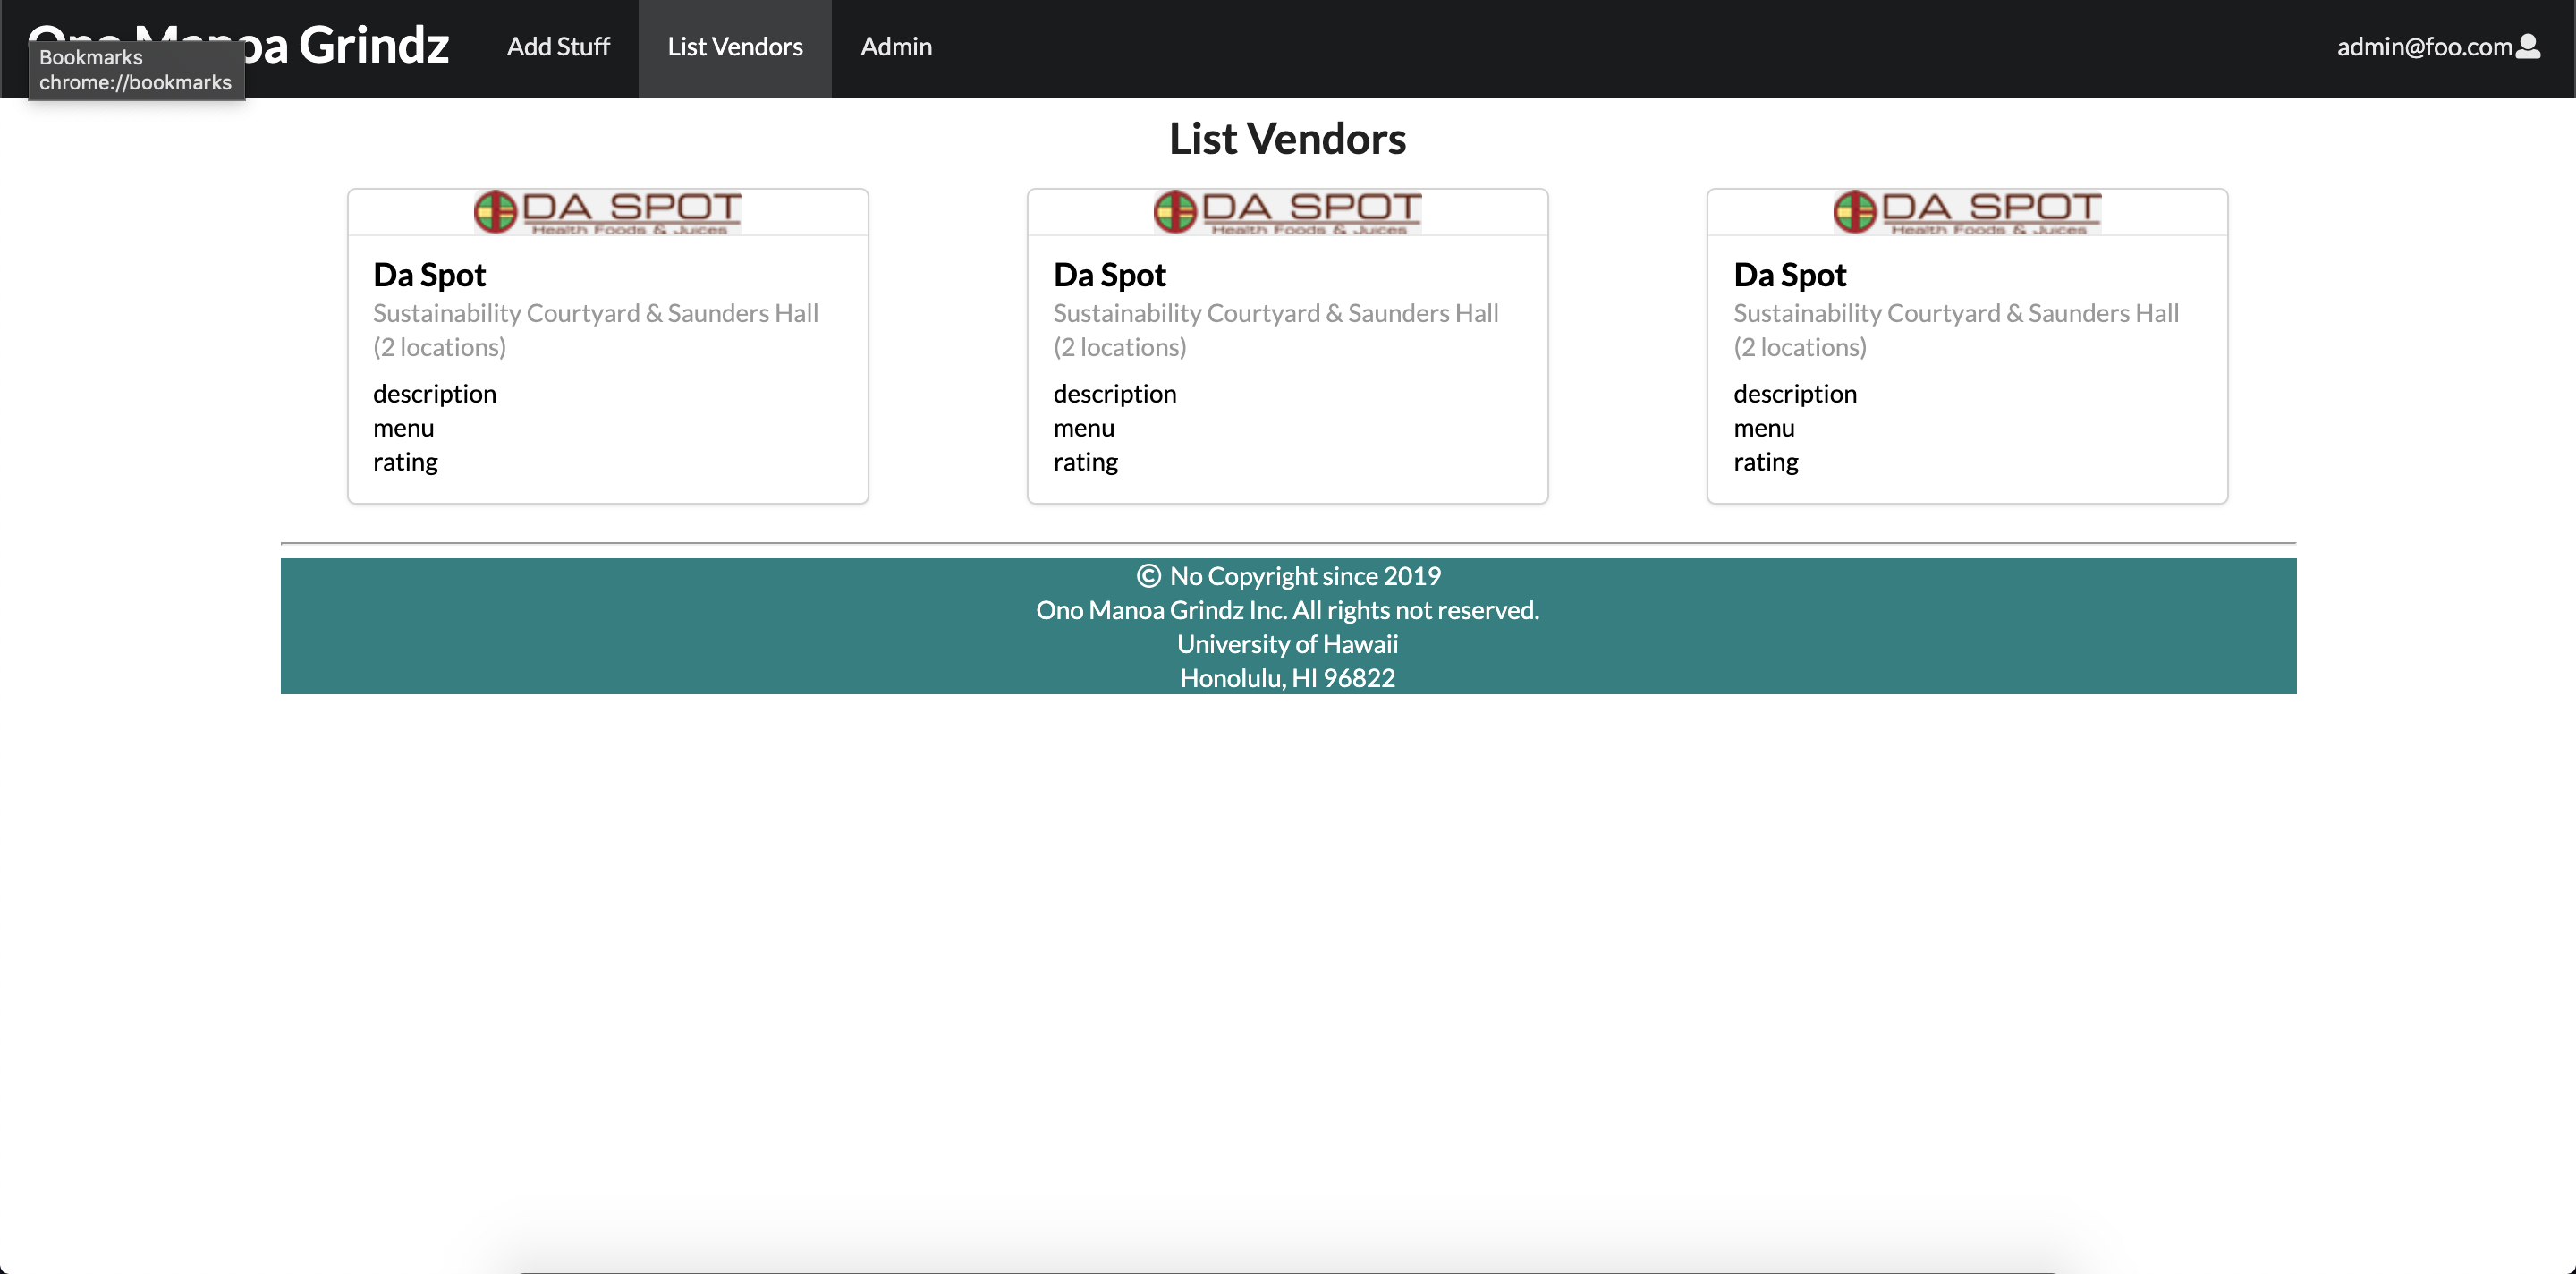 Ono Manoa Grindz
Add Stuff
List Vendors
Admin
admin@foo.com
Bookmarks
chrome://bookmarks
List Vendors
DA SPOT
Health Foods & Juices
Da Spot
Sustainability Courtyard & Saunders Hall
(2 locations)
description
menu
rating
DA SPOT
Health Foods & Juices
Da Spot
Sustainability Courtyard & Saunders Hall
(2 locations)
description
menu
rating
DA SPOT
Health Foods & Juices
Da Spot
Sustainability Courtyard & Saunders Hall
(2 locations)
description
menu
rating
© No Copyright since 2019
Ono Manoa Grindz Inc. All rights not reserved.
University of Hawaii
Honolulu, HI 96822